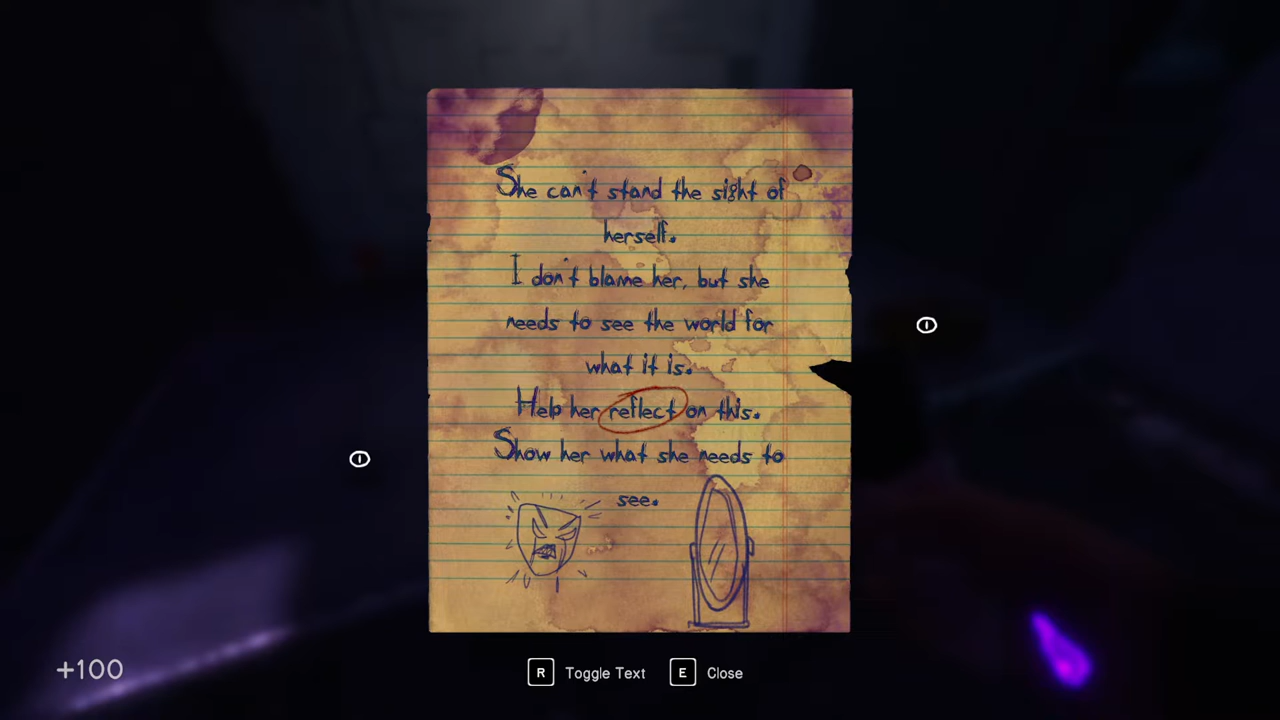 She can't stand the sight of
herself.
I don't blame her, but she
needs to see the world for
what it is.
Help her reflect on this.
Show her what she needs to
see.
+100
R Toggle Text E Close